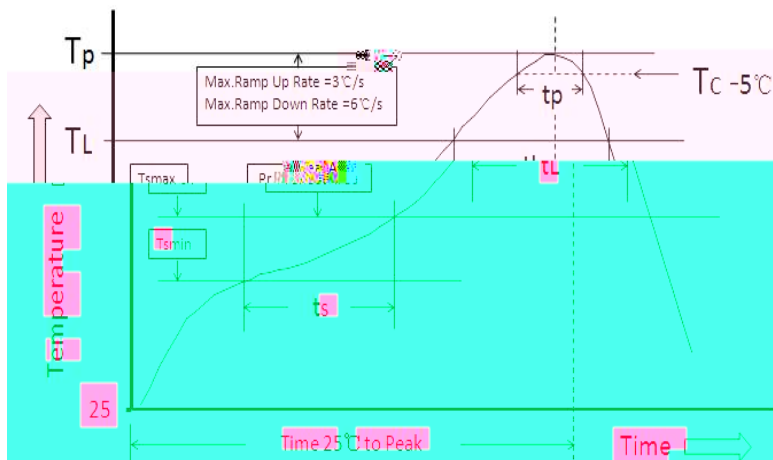 Tp
Max.Ramp Up Rate =3℃/s
Max.Ramp Down Rate =6℃/s
tp
TC -5℃
TL
Tsmax
tL
Tsmin
ts
Temperature
25
Time 25℃ to Peak
Time